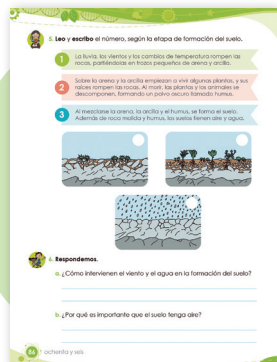 5. Leo y escribo el número, según la etapa de formación del suelo.
1
La lluvia, los vientos y los cambios de temperatura rompen las
rocas, partiéndolas en trozos pequeños de arena y arcilla.
2
Sobre la arena y la arcilla empiezan a vivir algunas plantas, y sus
raíces rompen las rocas. Al morir, las plantas y los animales se
descomponen, formando un polvo oscuro llamado humus.
3
Al mezclarse la arena, la arcilla y el humus, se forma el suelo.
Además de roca molida y humus, los suelos tienen aire y agua.
6. Respondemos.
a. ¿Cómo intervienen el viento y el agua en la formación del suelo?
b. ¿Por qué es importante que el suelo tenga aire?
86 ochenta y seis